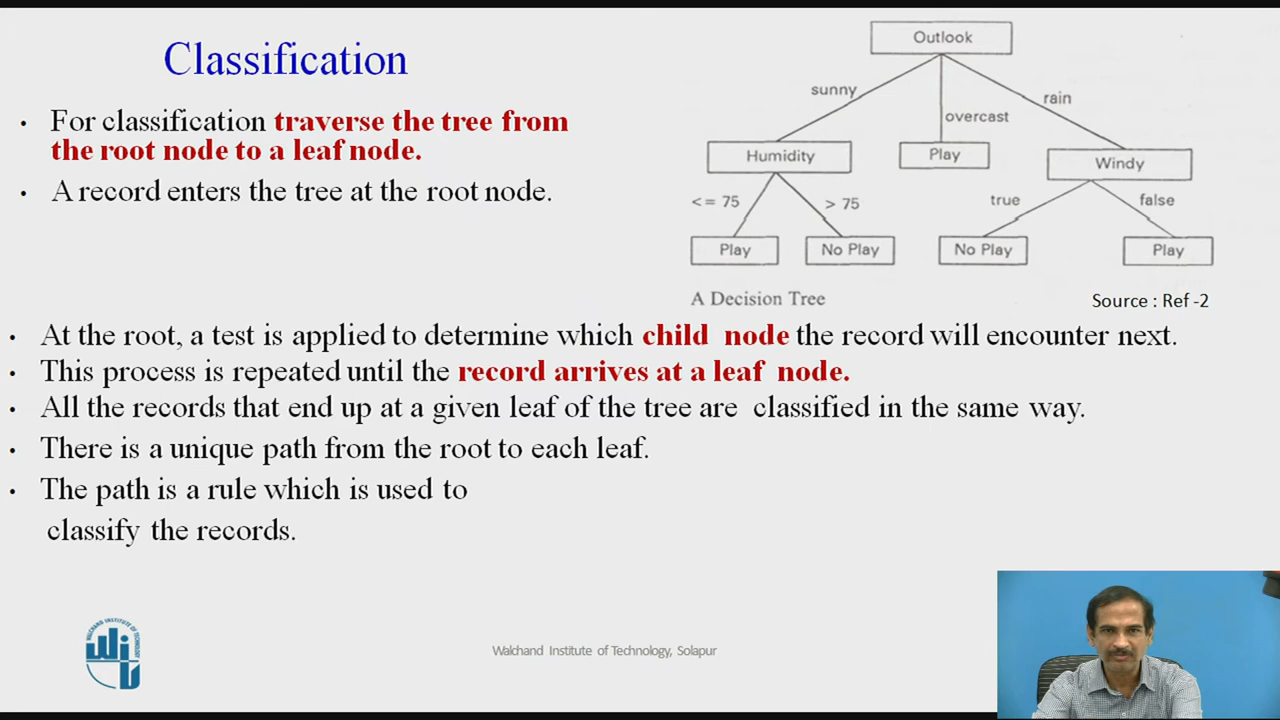 Classification
• For classification traverse the tree from
the root node to a leaf node.
• A record enters the tree at the root node.
Outlook
sunny
overcast
rain
Humidity
Play
Windy
<= 75
> 75
true
false
Play
No Play
No Play
Play
A Decision Tree
Source : Ref -2
• At the root, a test is applied to determine which child node the record will encounter next.
• This process is repeated until the record arrives at a leaf node.
• All the records that end up at a given leaf of the tree are classified in the same way.
• There is a unique path from the root to each leaf.
• The path is a rule which is used to
classify the records.
WALCHAND INSTITUTE OF TECHNOLOGY
WIT
Walchand Institute of Technology, Solapur